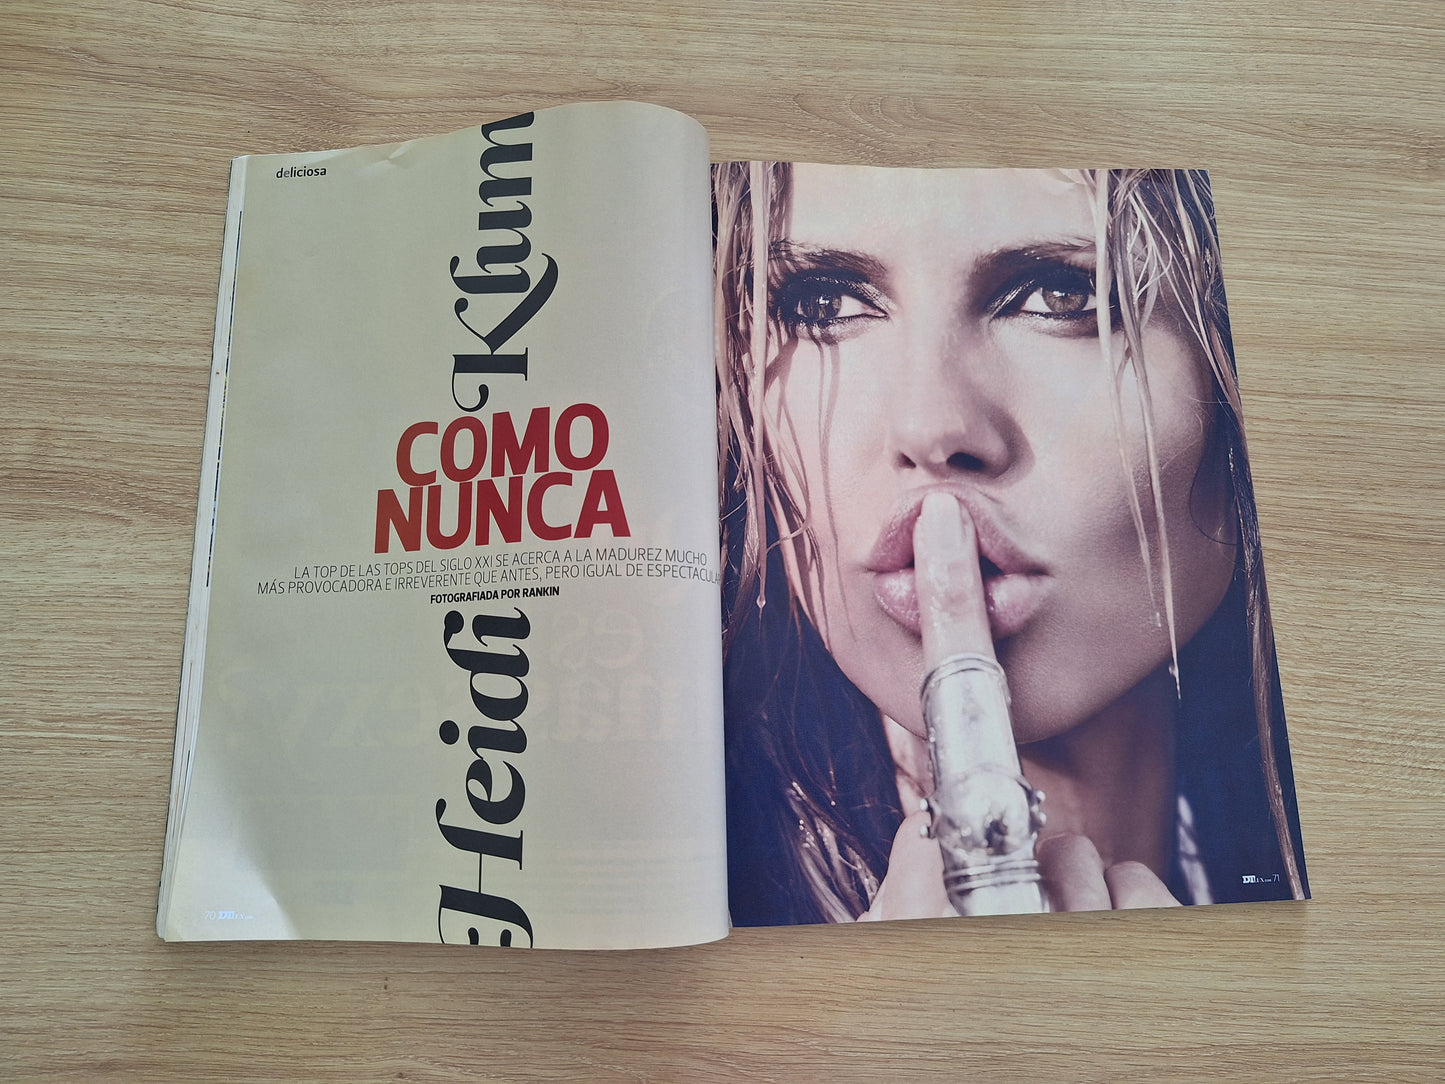 deliciosa
Heidi Klum
COMO
NUNCA
LA TOP DE LAS TOPS DEL SIGLO XXI SE ACERCA A LA MADUREZ MUCHO
MÁS PROVOCADORA E IRREVERENTE QUE ANTES, PERO IGUAL DE ESPECTACULAR
FOTOGRAFIADA POR RANKIN
70
71